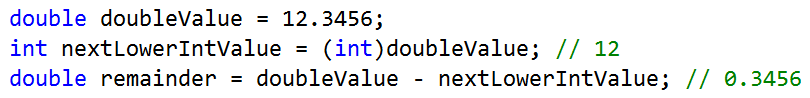 double doubleValue = 12.3456;
int nextLowerIntValue = (int)doubleValue; // 12
double remainder = doubleValue - nextLowerIntValue; // 0.3456